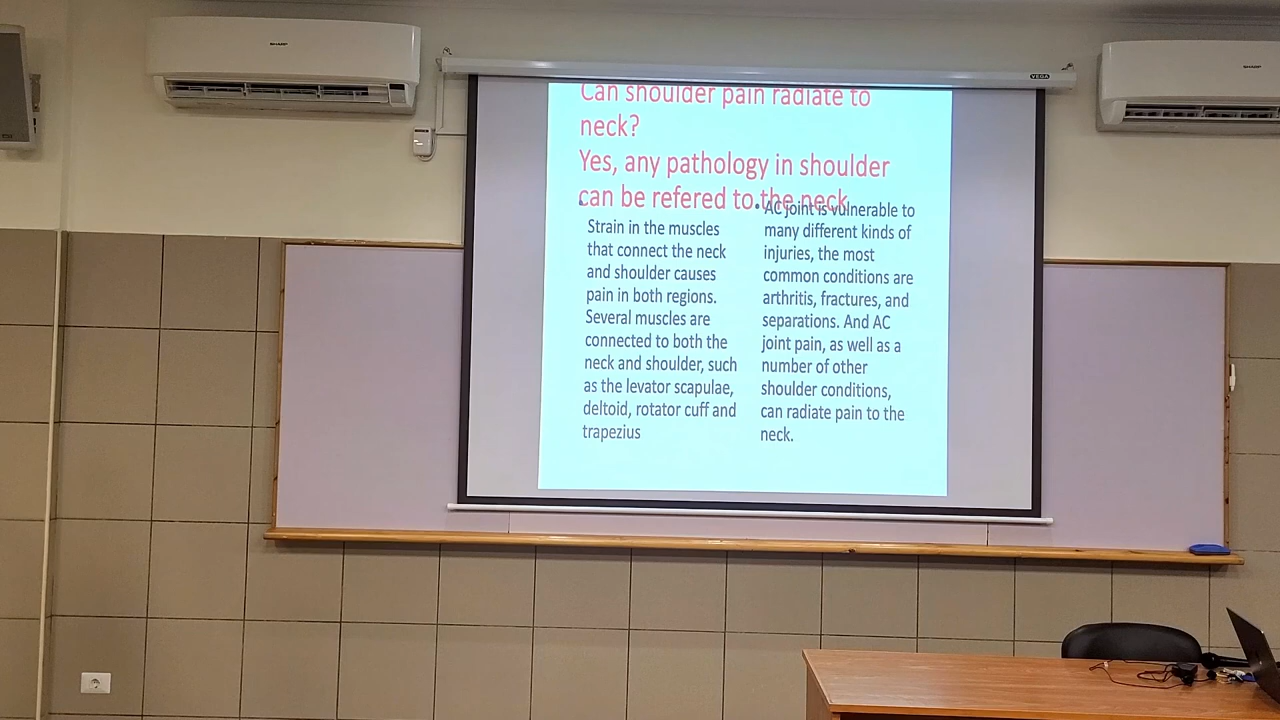 SHARP
VEGA
SHARP
Can shoulder pain radiate to
neck?
Yes, any pathology in shoulder
can be refered to the neck
Strain in the muscles
that connect the neck
and shoulder causes
pain in both regions.
Several muscles are
connected to both the
neck and shoulder, such
as the levator scapulae,
deltoid, rotator cuff and
trapezius
• AC joint is vulnerable to
many different kinds of
injuries, the most
common conditions are
arthritis, fractures, and
separations. And AC
joint pain, as well as a
number of other
shoulder conditions,
can radiate pain to the
neck.